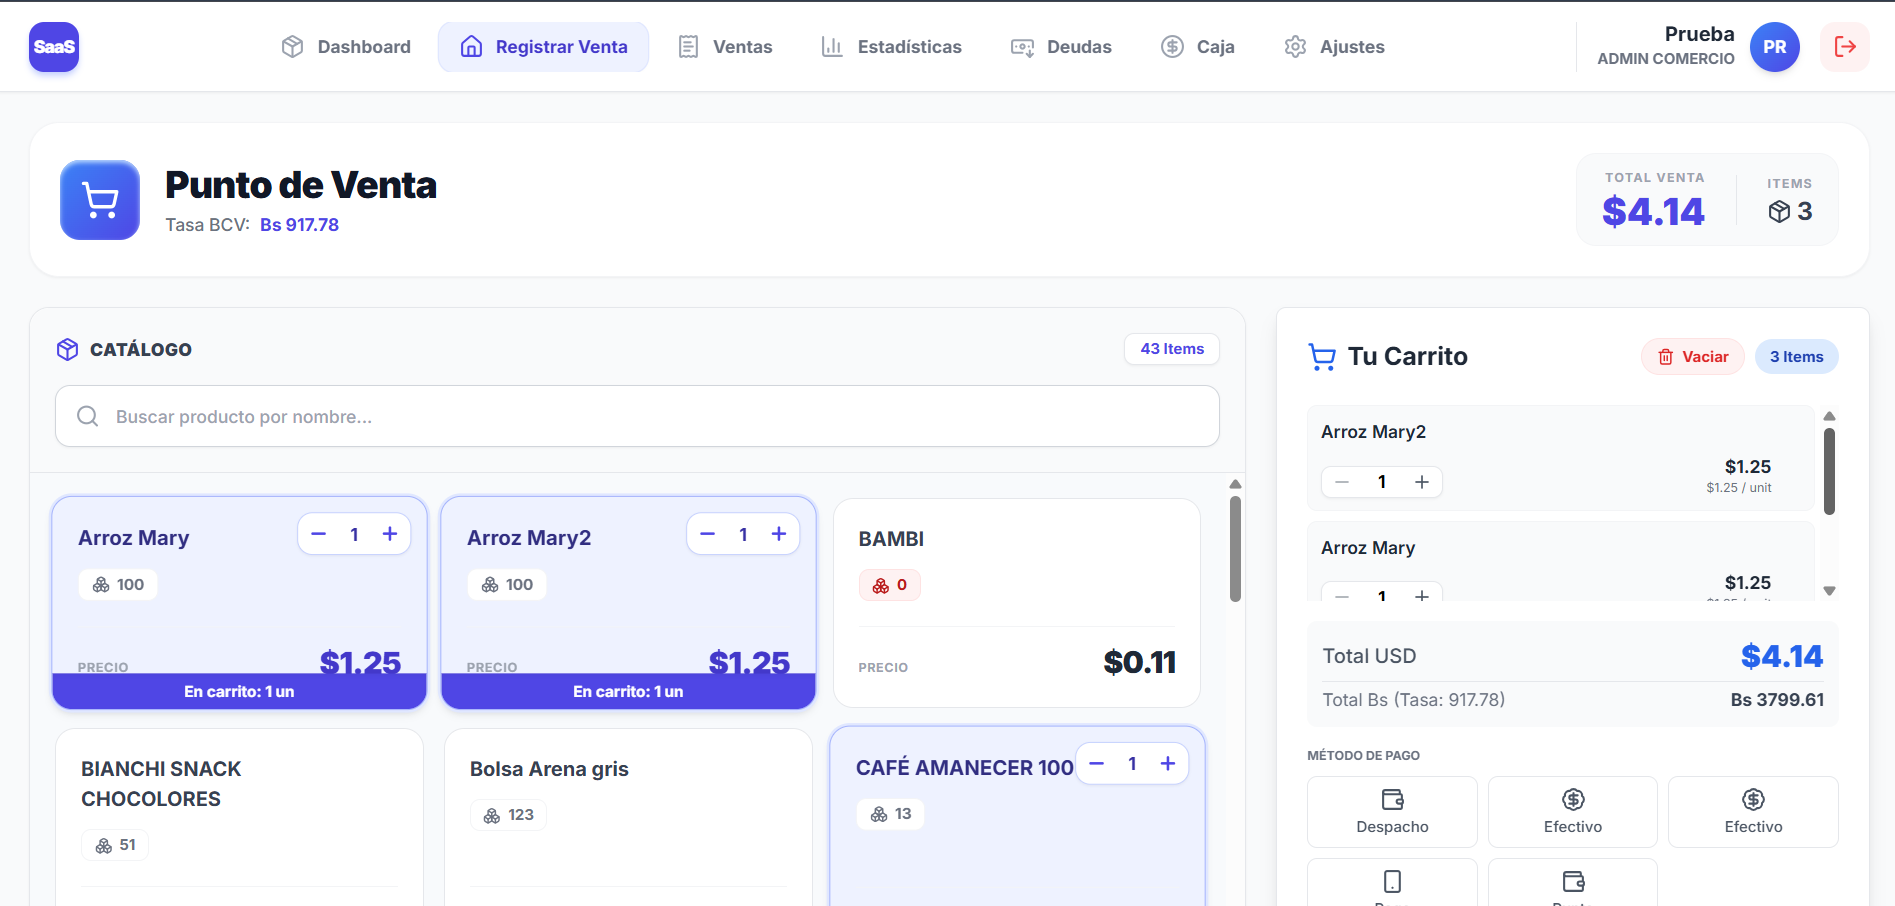 SaaS
Dashboard
Registrar Venta
Ventas
Estadísticas
Deudas
Caja
Ajustes
Prueba
ADMIN COMERCIO
PR
Punto de Venta
Tasa BCV: Bs 917.78
TOTAL VENTA
$4.14
ITEMS
3
CATÁLOGO
43 Items
Buscar producto por nombre...
Arroz Mary
1
100
PRECIO
$1.25
En carrito: 1 un
Arroz Mary2
1
100
PRECIO
$1.25
En carrito: 1 un
BAMBI
0
PRECIO
$0.11
BIANCHI SNACK
CHOCOLORES
51
Bolsa Arena gris
123
CAFÉ AMANECER 100
1
13
Tu Carrito
Vaciar
3 Items
Arroz Mary2
1
$1.25
$1.25 / unit
Arroz Mary
1
$1.25
Total USD
$4.14
Total Bs (Tasa: 917.78)
Bs 3799.61
MÉTODO DE PAGO
Despacho
Efectivo
Efectivo